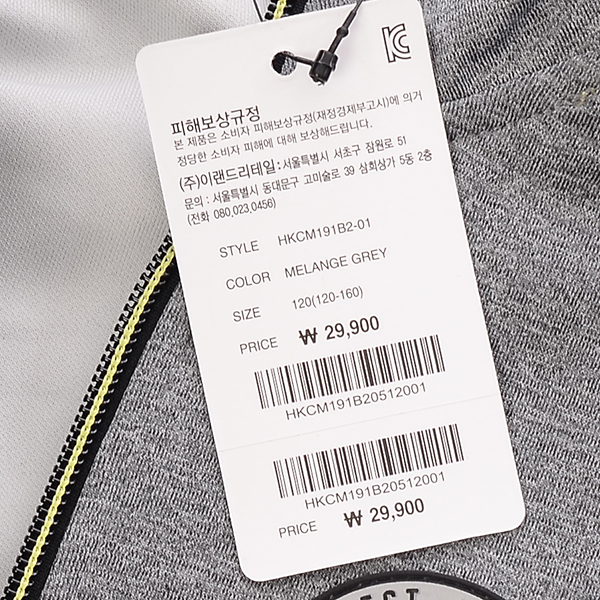 피해보상규정
본 제품은 소비자 피해보상규정(재정경제부고시)에 의거
정당한 소비자 피해에 대해 보상해드립니다.
(주)이랜드리테일:서울특별시 서초구 잠원로 51
문의 : 서울특별시 동대문구 고미술로 39 삼희상가 5동 2층
(전화 080,023,0456)
STYLE HKCM191B2-01
COLOR MELANGE GREY
SIZE 120(120-160)
PRICE ₩ 29,900
HKCM191B20512001
HKCM191B20512001
PRICE ₩ 29,900